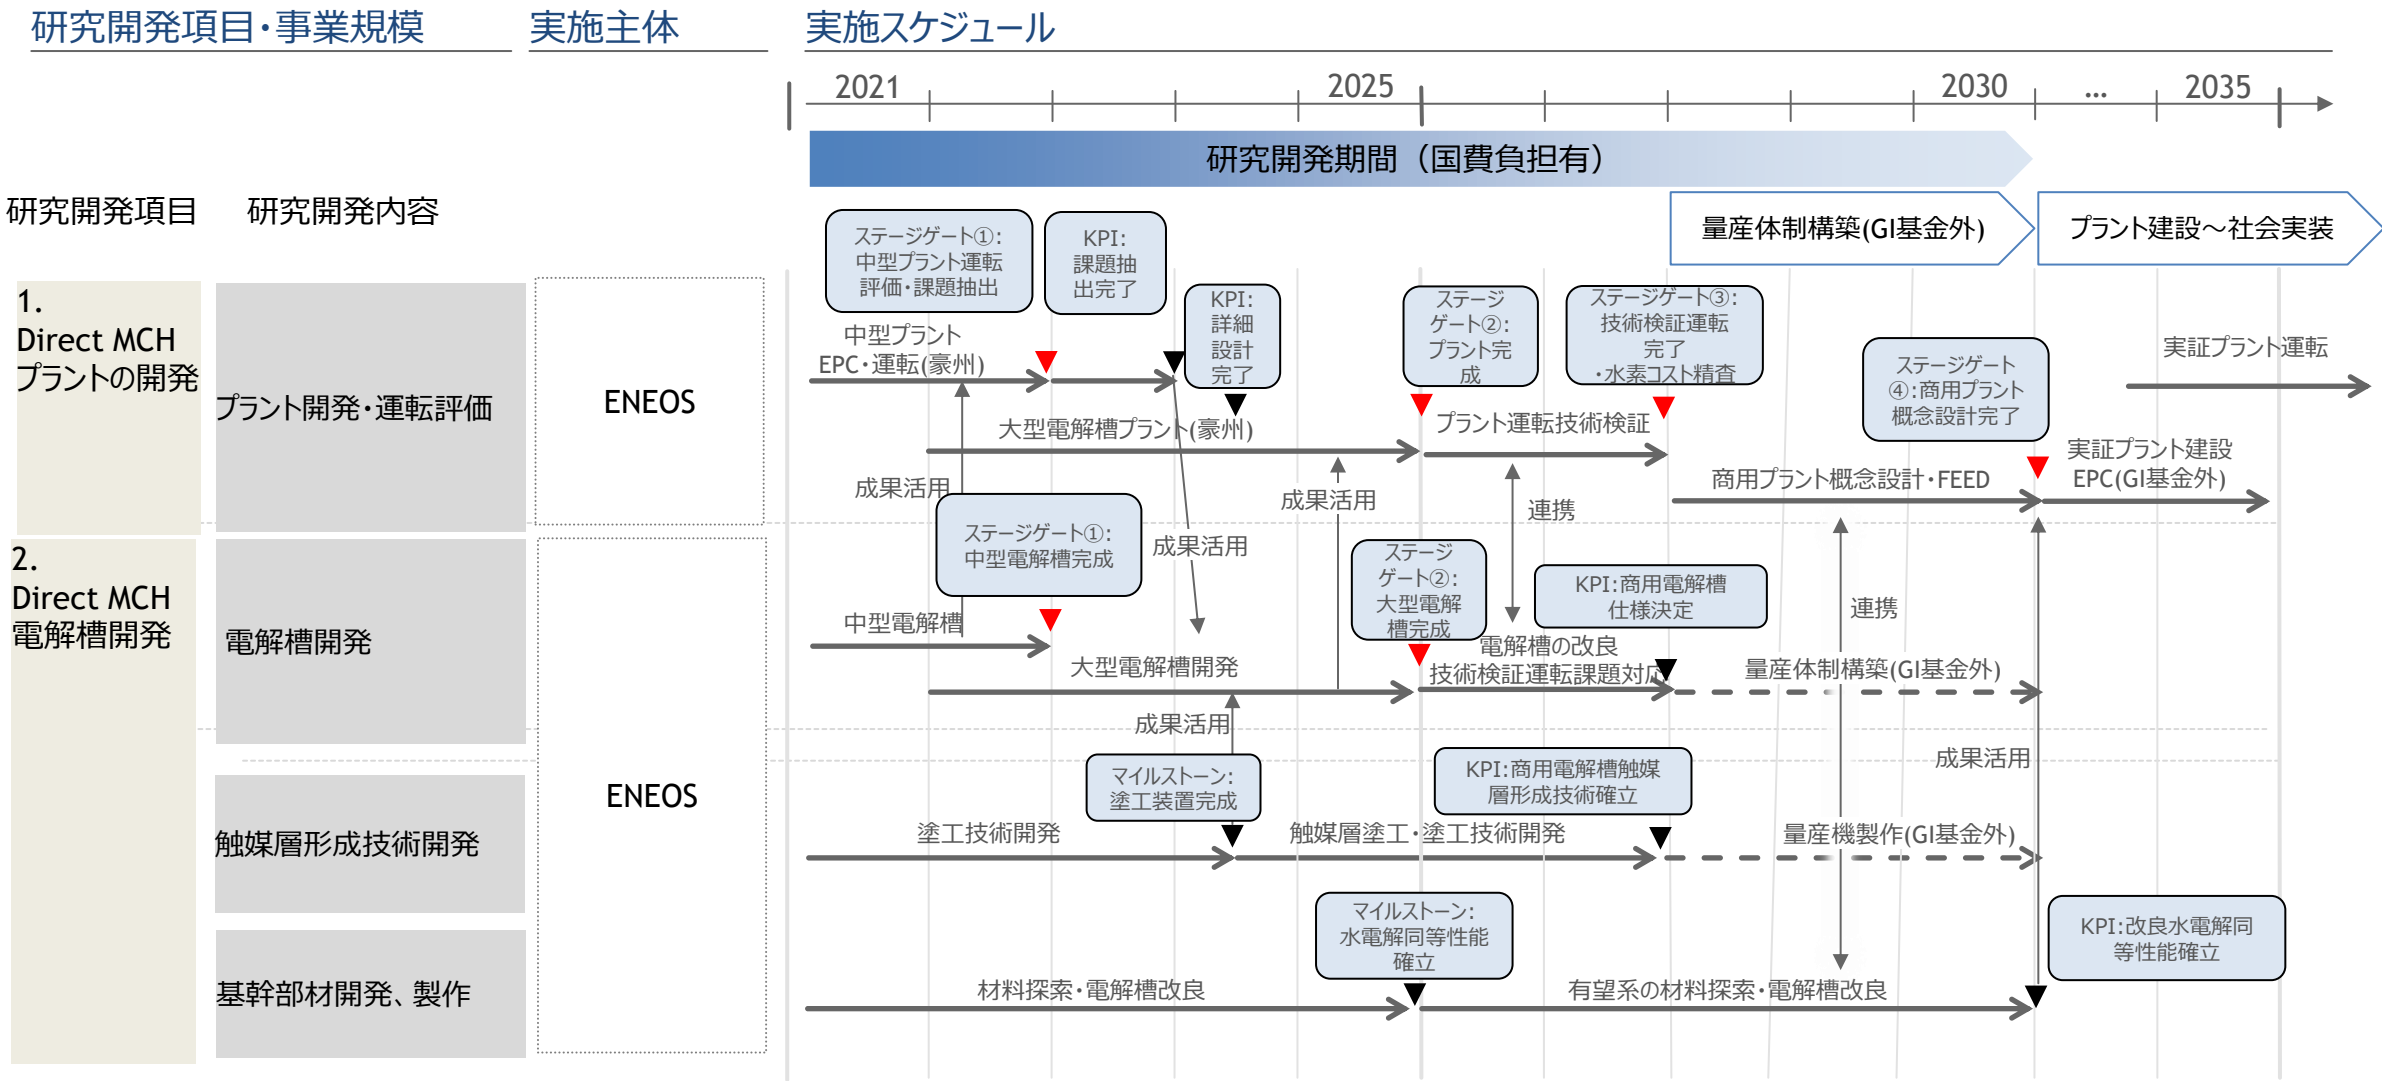 研究開発項目・事業規模
実施主体
実施スケジュール
2021
2025
2030
...
2035
研究開発期間（国費負担有）
研究開発項目
研究開発内容
量産体制構築(GI基金外)
プラント建設～社会実装
1.
Direct MCH
プラントの開発
プラント開発・運転評価
ENEOS
ステージゲート①:
中型プラント運転
評価・課題抽出
KPI:
課題抽
出完了
KPI:
詳細
設計
完了
ステージ
ゲート②:
プラント完
成
ステージゲート③:
技術検証運転
完了
・水素コスト精査
ステージゲート
④:商用プラント
概念設計完了
中型プラント
EPC・運転(豪州)
大型電解槽プラント(豪州)
プラント運転技術検証
商用プラント概念設計・FEED
実証プラント運転
実証プラント建設
EPC(GI基金外)
成果活用
成果活用
成果活用
連携
2.
Direct MCH
電解槽開発
電解槽開発
ENEOS
ステージゲート①:
中型電解槽完成
ステージ
ゲート②:
大型電解
槽完成
KPI:商用電解槽
仕様決定
中型電解槽
大型電解槽開発
電解槽の改良
技術検証運転課題対応
連携
量産体制構築(GI基金外)
成果活用
成果活用
触媒層形成技術開発
マイルストーン:
塗工装置完成
KPI:商用電解槽触媒
層形成技術確立
塗工技術開発
触媒層塗工・塗工技術開発
量産機製作(GI基金外)
基幹部材開発、製作
マイルストーン:
水電解同等性能
確立
KPI:改良水電解同
等性能確立
材料探索・電解槽改良
有望系の材料探索・電解槽改良